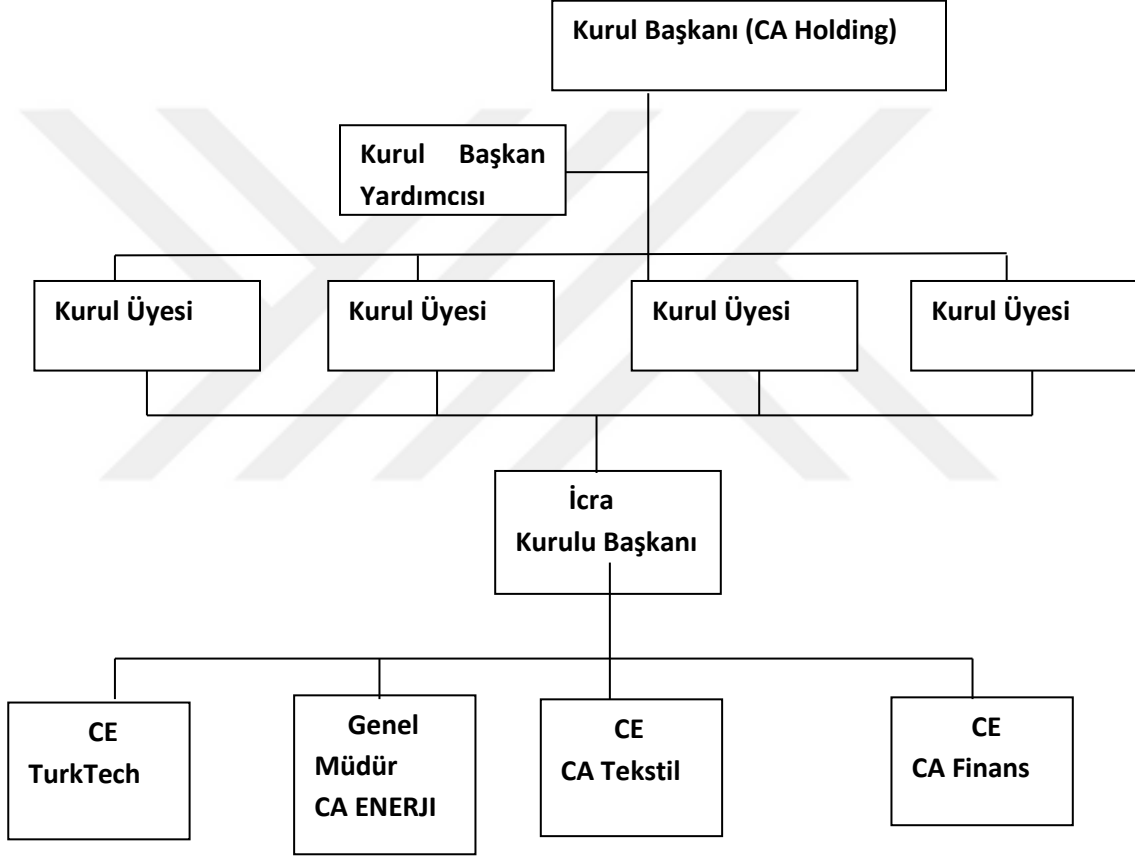 Kurul Başkanı (CA Holding)
Kurul Başkan
Yardımcısı
Kurul Üyesi
Kurul Üyesi
Kurul Üyesi
Kurul Üyesi
İcra
Kurulu Başkanı
CE
TurkTech
Genel
Müdür
CA ENERJI
CE
CA Tekstil
CE
CA Finans